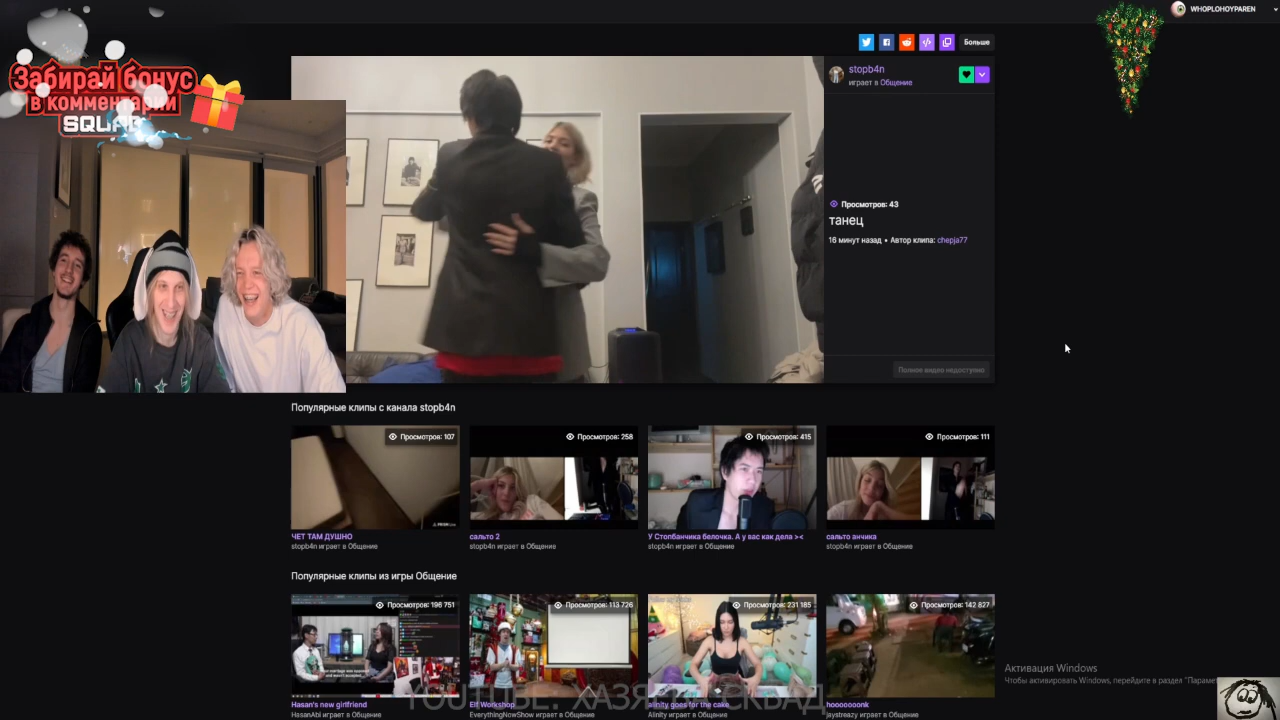 WHOPLOHOYPAREN
Больше
Забирай бонус
в комментарии
SQUAD
stopb4n
играет в Общение
Просмотров: 43
танец
16 минут назад • Автор клипа: chepja77
Полное видео недоступно
Популярные клипы с канала stopb4n
Просмотров: 107
Просмотров: 258
Просмотров: 415
Просмотров: 111
ЧЕТ ТАМ ДУШНО
stopb4n играет в Общение
сальто 2
stopb4n играет в Общение
У Стопбанчика белочка. А у вас как дела ><
stopb4n играет в Общение
сальто анчика
stopb4n играет в Общение
Популярные клипы из игры Общение
Просмотров: 196 751
Просмотров: 113 726
Просмотров: 231 185
Просмотров: 142 827
Hasan's new girlfriend
HasanAbi играет в Общение
Elf Workshop
EverythingNowShow играет в Общение
alinity goes for the cake
Alinity играет в Общение
hooooooonk
jaystreazy играет в Общение
YOUTUBE: ХАЗЯЕВА СКВАД
Активация Windows
Чтобы активировать Windows, перейдите в раздел "Параме